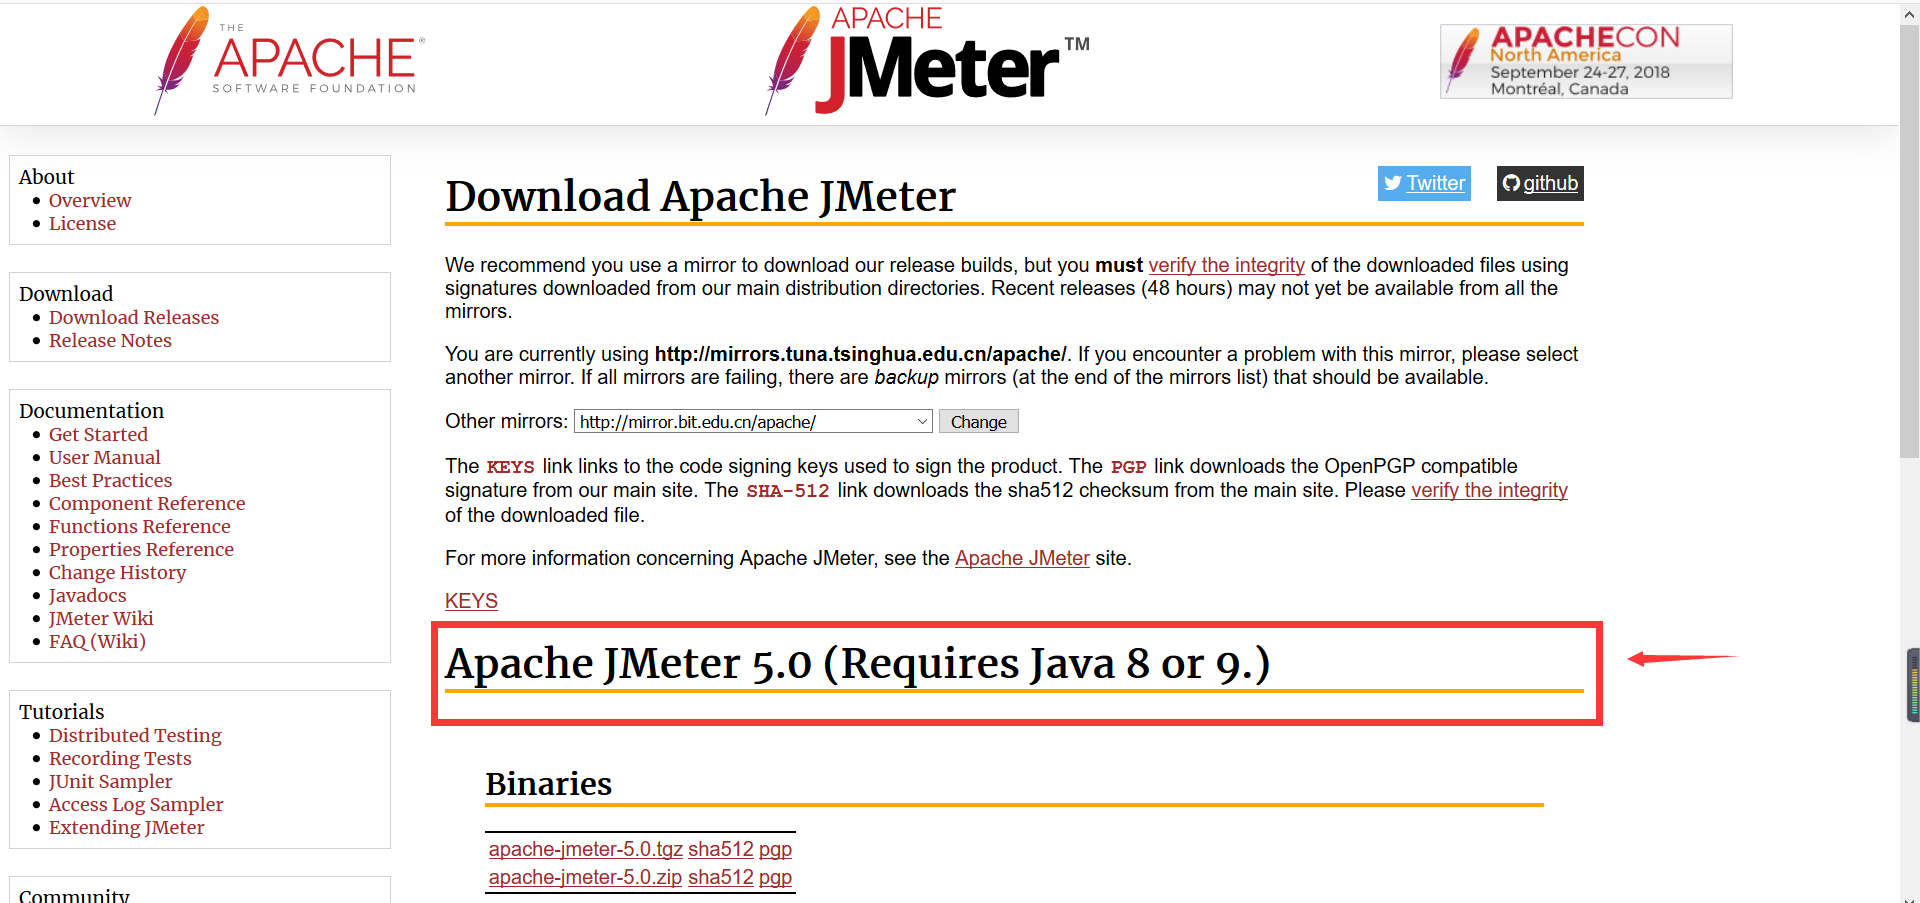 THE
APACHE®
SOFTWARE FOUNDATION
APACHE
JMeter™
APACHECON
North America
September 24-27, 2018
Montréal, Canada
About
Overview
License
Download
Download Releases
Release Notes
Documentation
Get Started
User Manual
Best Practices
Component Reference
Functions Reference
Properties Reference
Change History
Javadocs
JMeter Wiki
FAQ (Wiki)
Tutorials
Distributed Testing
Recording Tests
JUnit Sampler
Access Log Sampler
Extending JMeter
Community
Twitter
github
Download Apache JMeter
We recommend you use a mirror to download our release builds, but you must verify the integrity of the downloaded files using
signatures downloaded from our main distribution directories. Recent releases (48 hours) may not yet be available from all the
mirrors.
You are currently using http://mirrors.tuna.tsinghua.edu.cn/apache/. If you encounter a problem with this mirror, please select
another mirror. If all mirrors are failing, there are backup mirrors (at the end of the mirrors list) that should be available.
Other mirrors: http://mirror.bit.edu.cn/apache/ Change
The KEYS link links to the code signing keys used to sign the product. The PGP link downloads the OpenPGP compatible
signature from our main site. The SHA-512 link downloads the sha512 checksum from the main site. Please verify the integrity
of the downloaded file.
For more information concerning Apache JMeter, see the Apache JMeter site.
KEYS
Apache JMeter 5.0 (Requires Java 8 or 9.)
Binaries
apache-jmeter-5.0.tgz sha512 pgp
apache-jmeter-5.0.zip sha512 pgp